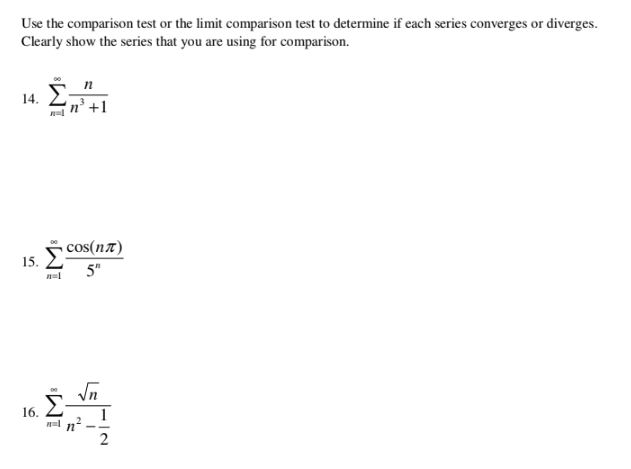 Use the comparison test or the limit comparison test to determine if each series converges or diverges.
Clearly show the series that you are using for comparison.
14. \sum_{n=1}^{\infty} \frac{n}{n^3+1}
15. \sum_{n=1}^{\infty} \frac{\cos(n\pi)}{5^n}
16. \sum_{n=1}^{\infty} \frac{\sqrt{n}}{n^2-\frac{1}{2}}